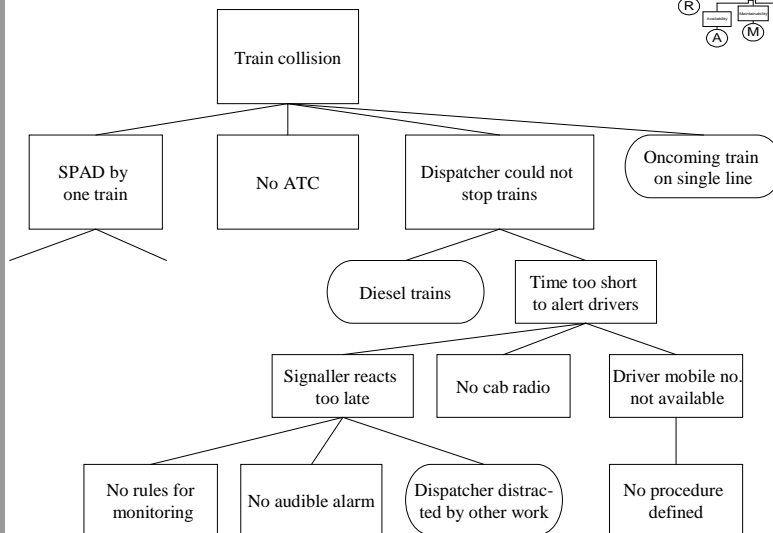 R
Availability
Maintainability
A
M
Train collision
SPAD by
one train
No ATC
Dispatcher could not
stop trains
Oncoming train
on single line
Diesel trains
Time too short
to alert drivers
Signaller reacts
too late
No cab radio
Driver mobile no.
not available
No rules for
monitoring
No audible alarm
Dispatcher distrac-
ted by other work
No procedure
defined